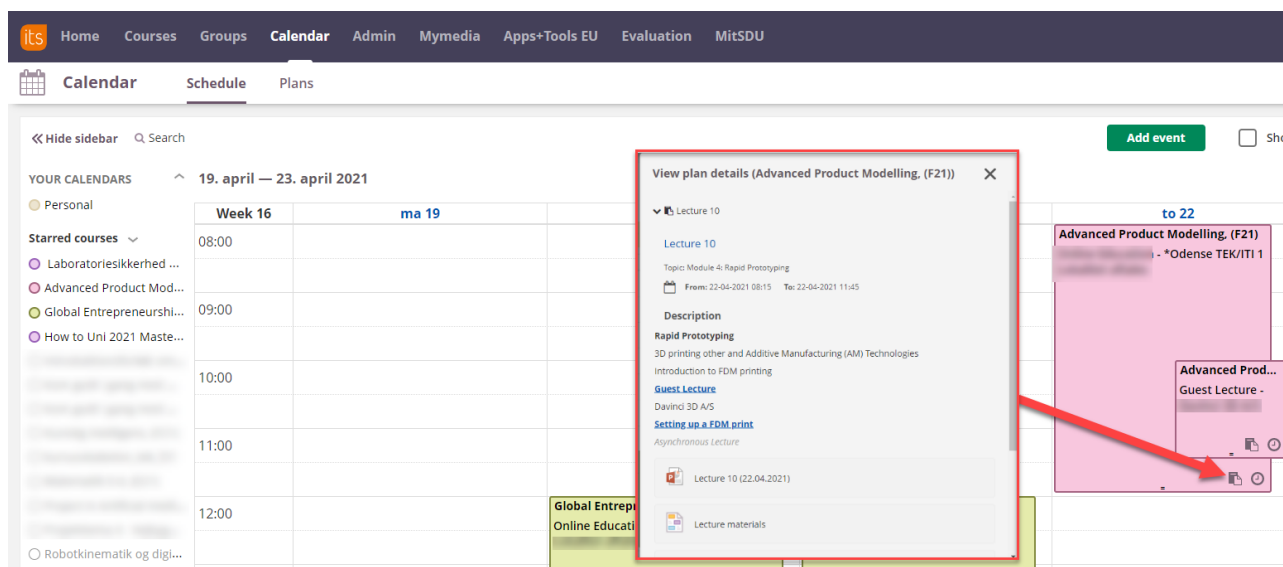 its Home Courses Groups Calendar Admin Mymedia Apps+Tools EU Evaluation MitSDU
Calendar Schedule Plans
Hide sidebar Search
Add event Sho
YOUR CALENDARS
Personal
Starred courses
Laboratoriesikkerhed ...
Advanced Product Mod...
Global Entrepreneurshi...
How to Uni 2021 Maste...
Robotkinematik og digi...
19. april — 23. april 2021
Week 16 ma 19 to 22
08:00
09:00
10:00
11:00
12:00
Global Entrepr
Online Educati
View plan details (Advanced Product Modelling, (F21))
Lecture 10
Lecture 10
Topic: Module 4: Rapid Prototyping
From: 22-04-2021 08:15 To: 22-04-2021 11:45
Description
Rapid Prototyping
3D printing other and Additive Manufacturing (AM) Technologies
Introduction to FDM printing
Guest Lecture
Davinci 3D A/S
Setting up a FDM print
Asynchronous Lecture
Lecture 10 (22.04.2021)
Lecture materials
Advanced Product Modelling, (F21)
- *Odense TEK/ITI 1
Advanced Prod...
Guest Lecture -